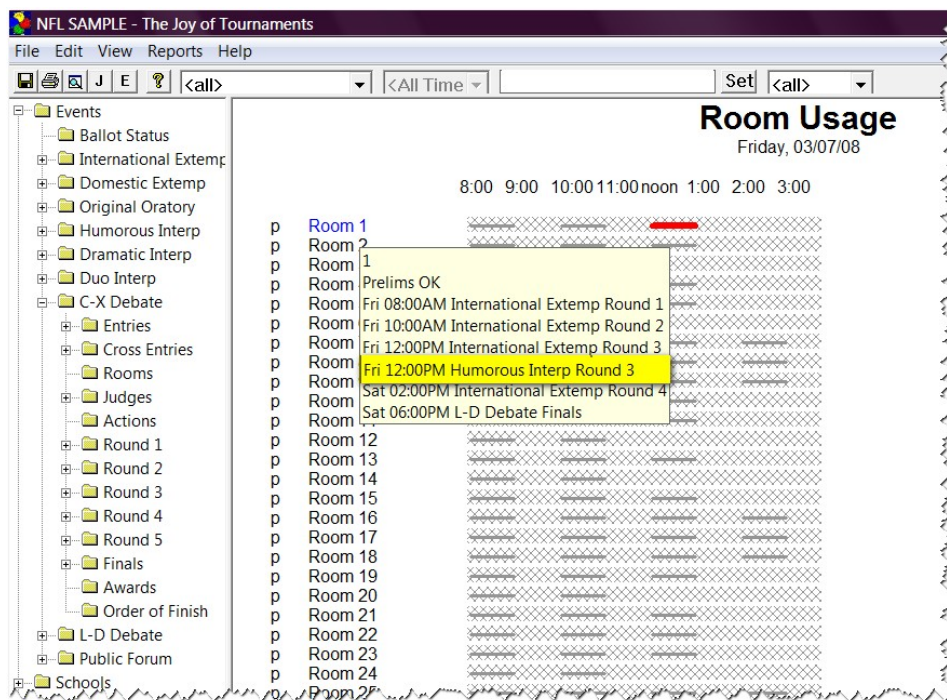 NFL SAMPLE - The Joy of Tournaments
File Edit View Reports Help
J E ? <all> <All Time Set <all>
Events
Ballot Status
International Extemp
Domestic Extemp
Original Oratory
Humorous Interp
Dramatic Interp
Duo Interp
C-X Debate
Entries
Cross Entries
Rooms
Judges
Actions
Round 1
Round 2
Round 3
Round 4
Round 5
Finals
Awards
Order of Finish
L-D Debate
Public Forum
Schools
Room Usage
Friday, 03/07/08
8:00 9:00 10:00 11:00 noon 1:00 2:00 3:00
p Room 1
p Room 2
p Room
p Room
p Room
p Room
p Room
p Room
p Room
p Room
p
1
Prelims OK
Fri 08:00AM International Extemp Round 1
Fri 10:00AM International Extemp Round 2
Fri 12:00PM International Extemp Round 3
Fri 12:00PM Humorous Interp Round 3
Sat 02:00PM International Extemp Round 4
Sat 06:00PM L-D Debate Finals
p Room 12
p Room 13
p Room 14
p Room 15
p Room 16
p Room 17
p Room 18
p Room 19
p Room 20
p Room 21
p Room 22
p Room 23
p Room 24